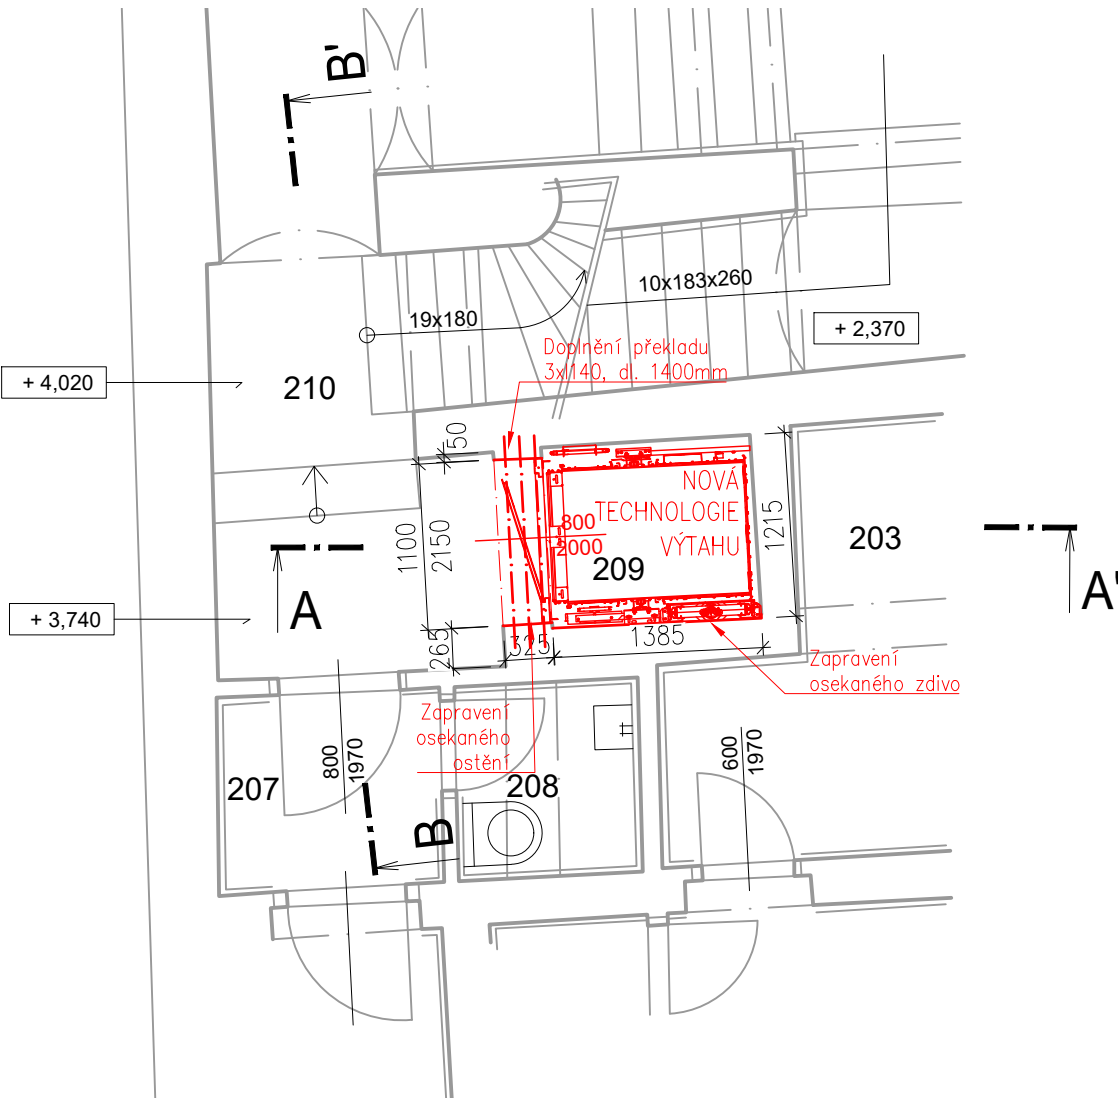 B'
10x183x260
19x180
+ 2,370
Doplnění překladu
3xI140, dl. 1400mm
+ 4,020
210
50
NOVÁ
TECHNOLOGIE
VÝTAHU
800
2000
209
1100
2150
1215
203
A
A'
+ 3,740
265
325
1385
Zapravení
osekaného zdivo
Zapravení
osekaného
ostění
207
800
1970
208
600
1970
B